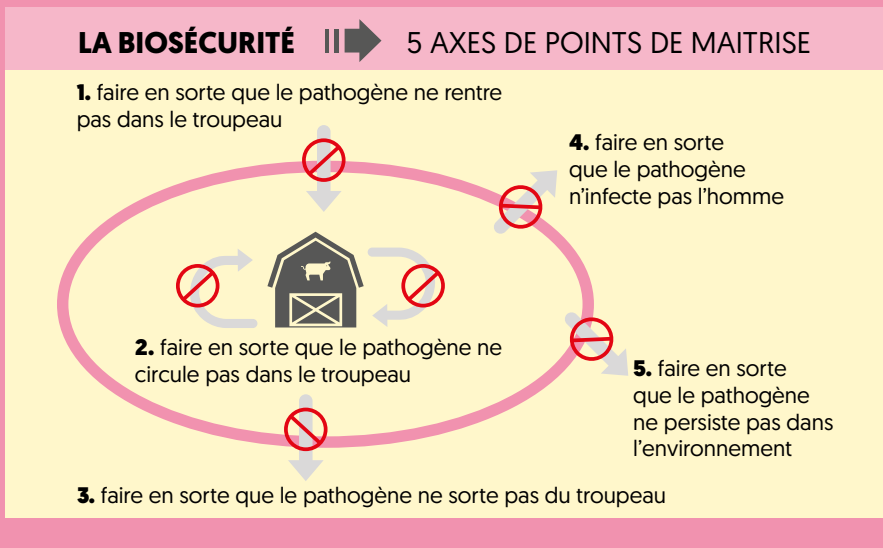 LA BIOSÉCURITÉ 5 AXES DE POINTS DE MAITRISE
1. faire en sorte que le pathogène ne rentre
pas dans le troupeau
4. faire en sorte
que le pathogène
n'infecte pas l'homme
2. faire en sorte que le pathogène ne
circule pas dans le troupeau
5. faire en sorte
que le pathogène
ne persiste pas dans
l'environnement
3. faire en sorte que le pathogène ne sorte pas du troupeau